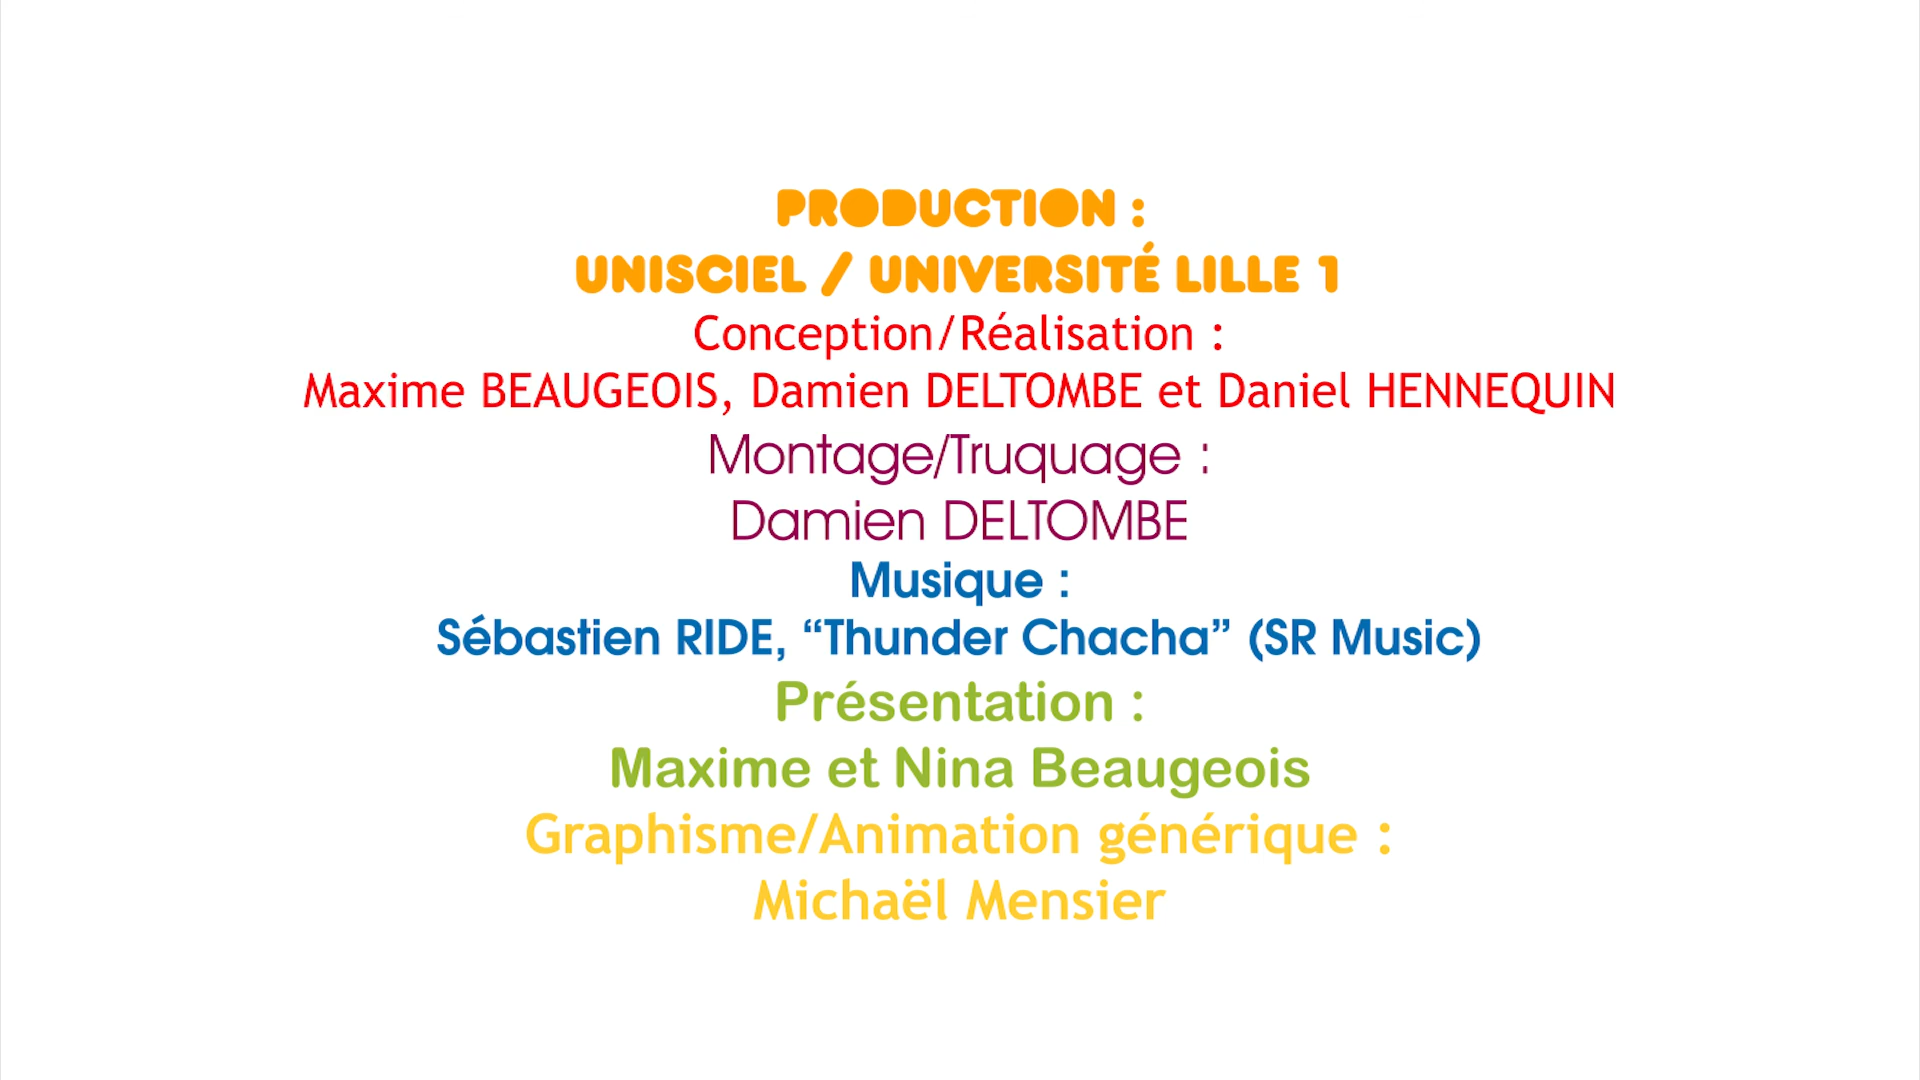 PRODUCTION :
UNISCIEL / UNIVERSITÉ LILLE 1
Conception/Réalisation :
Maxime BEAUGEOIS, Damien DELTOMBE et Daniel HENNEQUIN
Montage/Truquage :
Damien DELTOMBE
Musique :
Sébastien RIDE, “Thunder Chacha” (SR Music)
Présentation :
Maxime et Nina Beaugeois
Graphisme/Animation générique :
Michaël Mensier